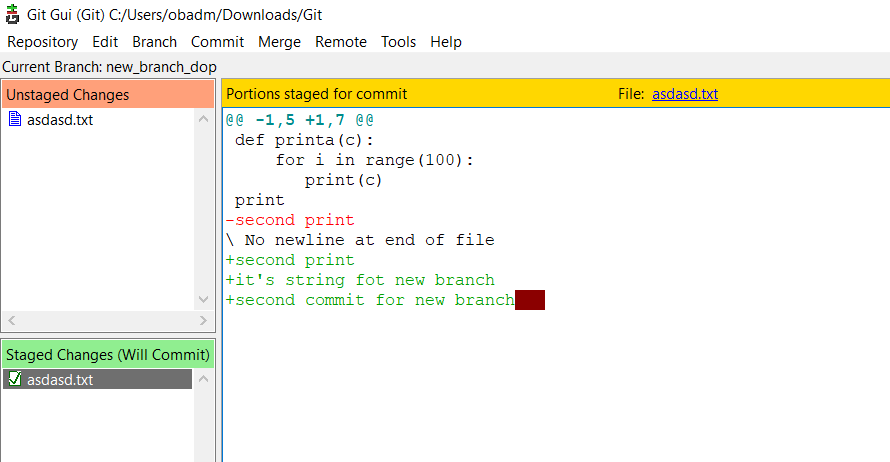 Git Gui (Git) C:/Users/obadm/Downloads/Git
Repository Edit Branch Commit Merge Remote Tools Help
Current Branch: new_branch_dop
Unstaged Changes
asdasd.txt
Staged Changes (Will Commit)
asdasd.txt
Portions staged for commit File: asdasd.txt
@@ -1,5 +1,7 @@
 def printa(c):
     for i in range(100):
        print(c)
 print
-second print
\ No newline at end of file
+second print
+it's string fot new branch
+second commit for new branch